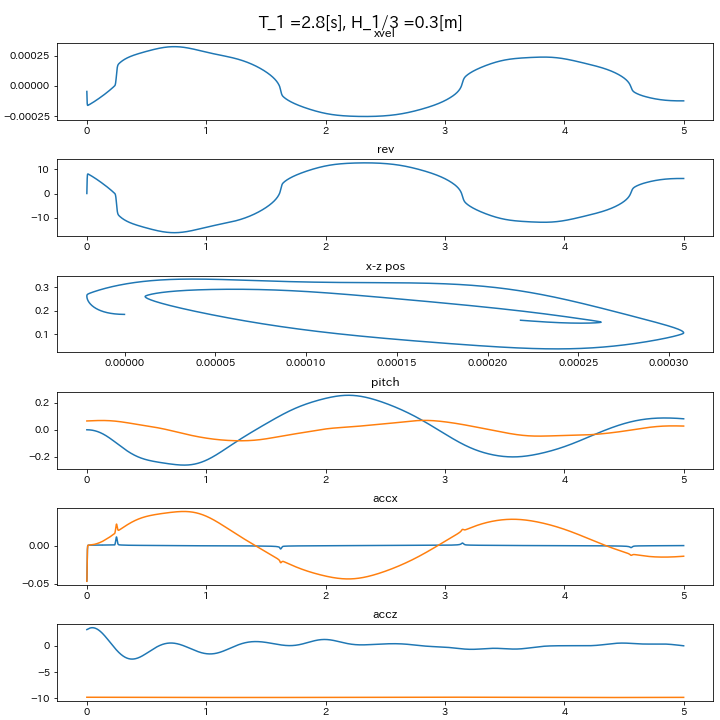 T_1 =2.8[s], H_1/3 =0.3[m]
xvel
0.00025
0.00000
−0.00025
0 1 2 3 4 5
rev
10
0
−10
0 1 2 3 4 5
x-z pos
0.3
0.2
0.1
0.00000 0.00005 0.00010 0.00015 0.00020 0.00025 0.00030
pitch
0.2
0.0
−0.2
0 1 2 3 4 5
accx
0.00
−0.05
0 1 2 3 4 5
accz
0
−5
−10
0 1 2 3 4 5